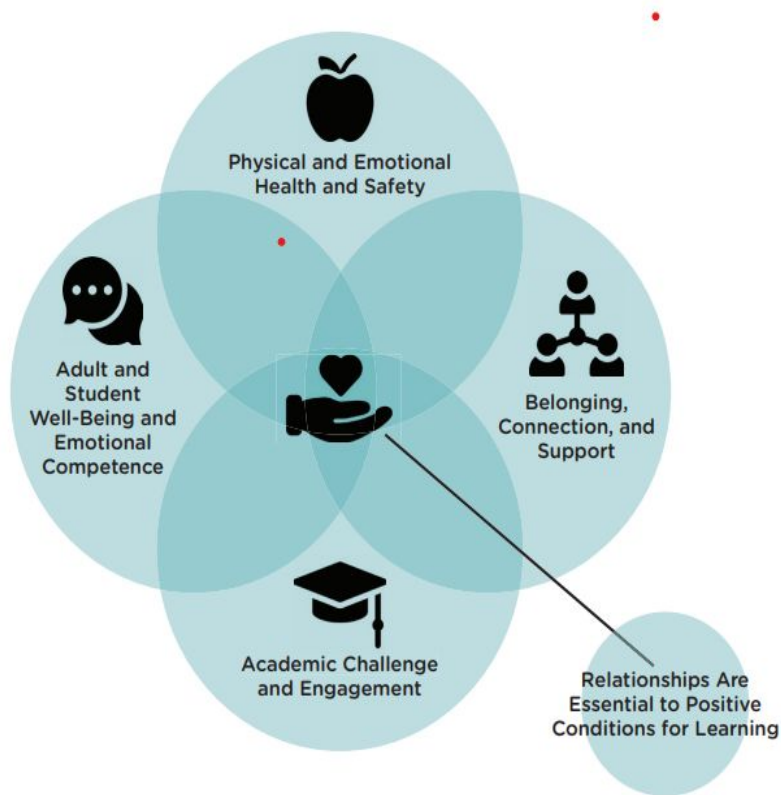 Physical and Emotional
Health and Safety
Adult and
Student
Well-Being and
Emotional
Competence
Belonging,
Connection, and
Support
Academic Challenge
and Engagement
Relationships Are
Essential to Positive
Conditions for Learning